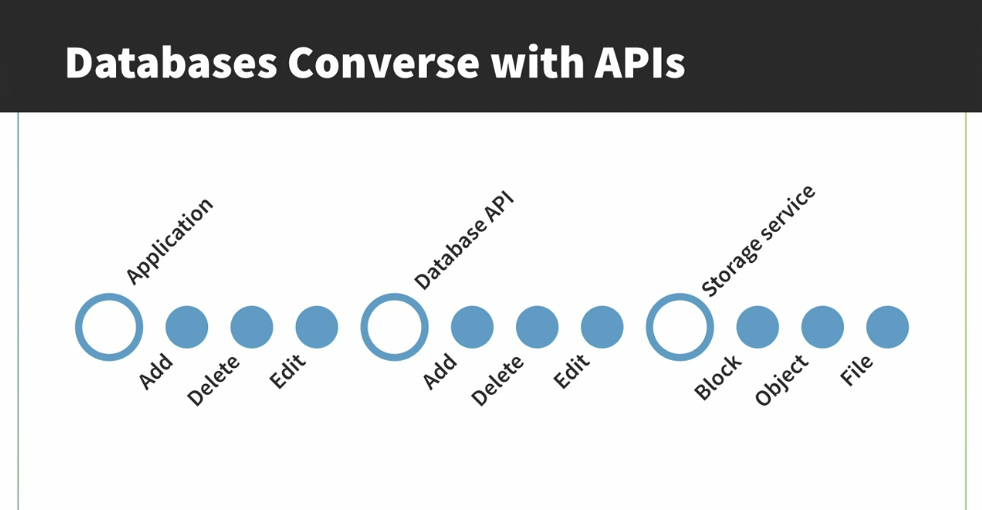 Databases Converse with APIs
Application
Add
Delete
Edit
Database API
Add
Delete
Edit
Storage service
Block
Object
File